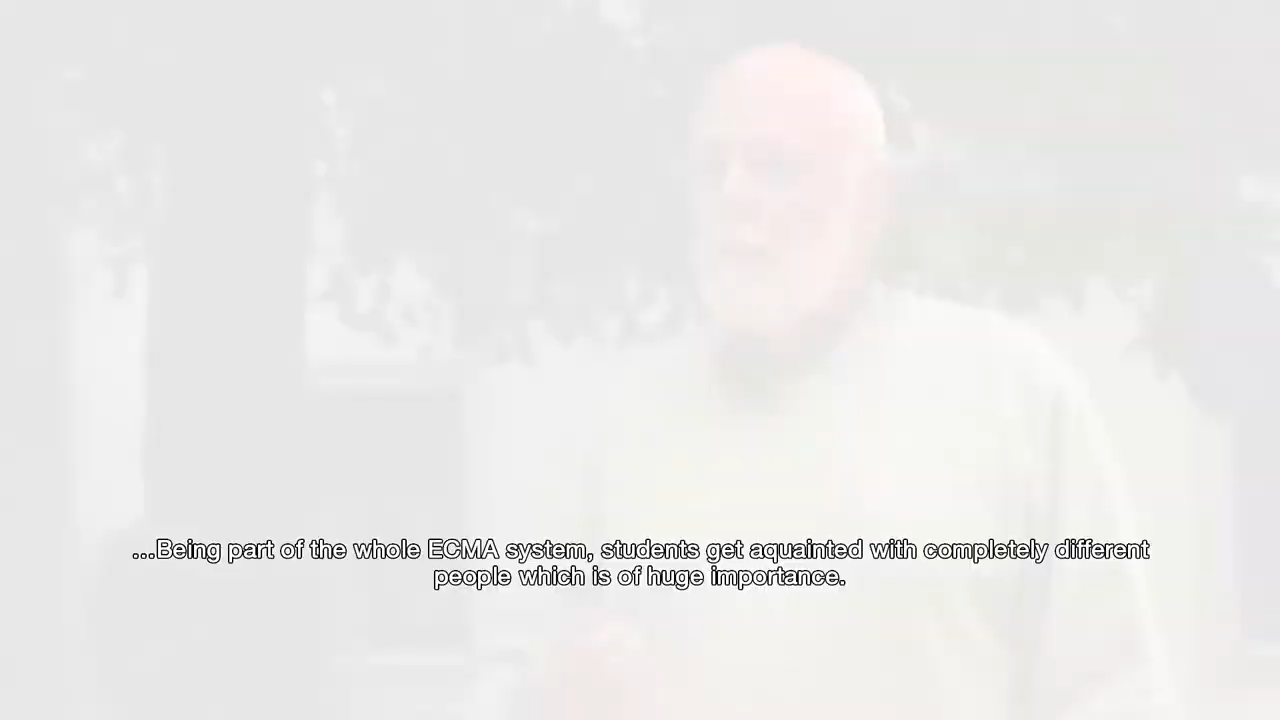 ...Being part of the whole ECMA system, students get aquainted with completely different
people which is of huge importance.